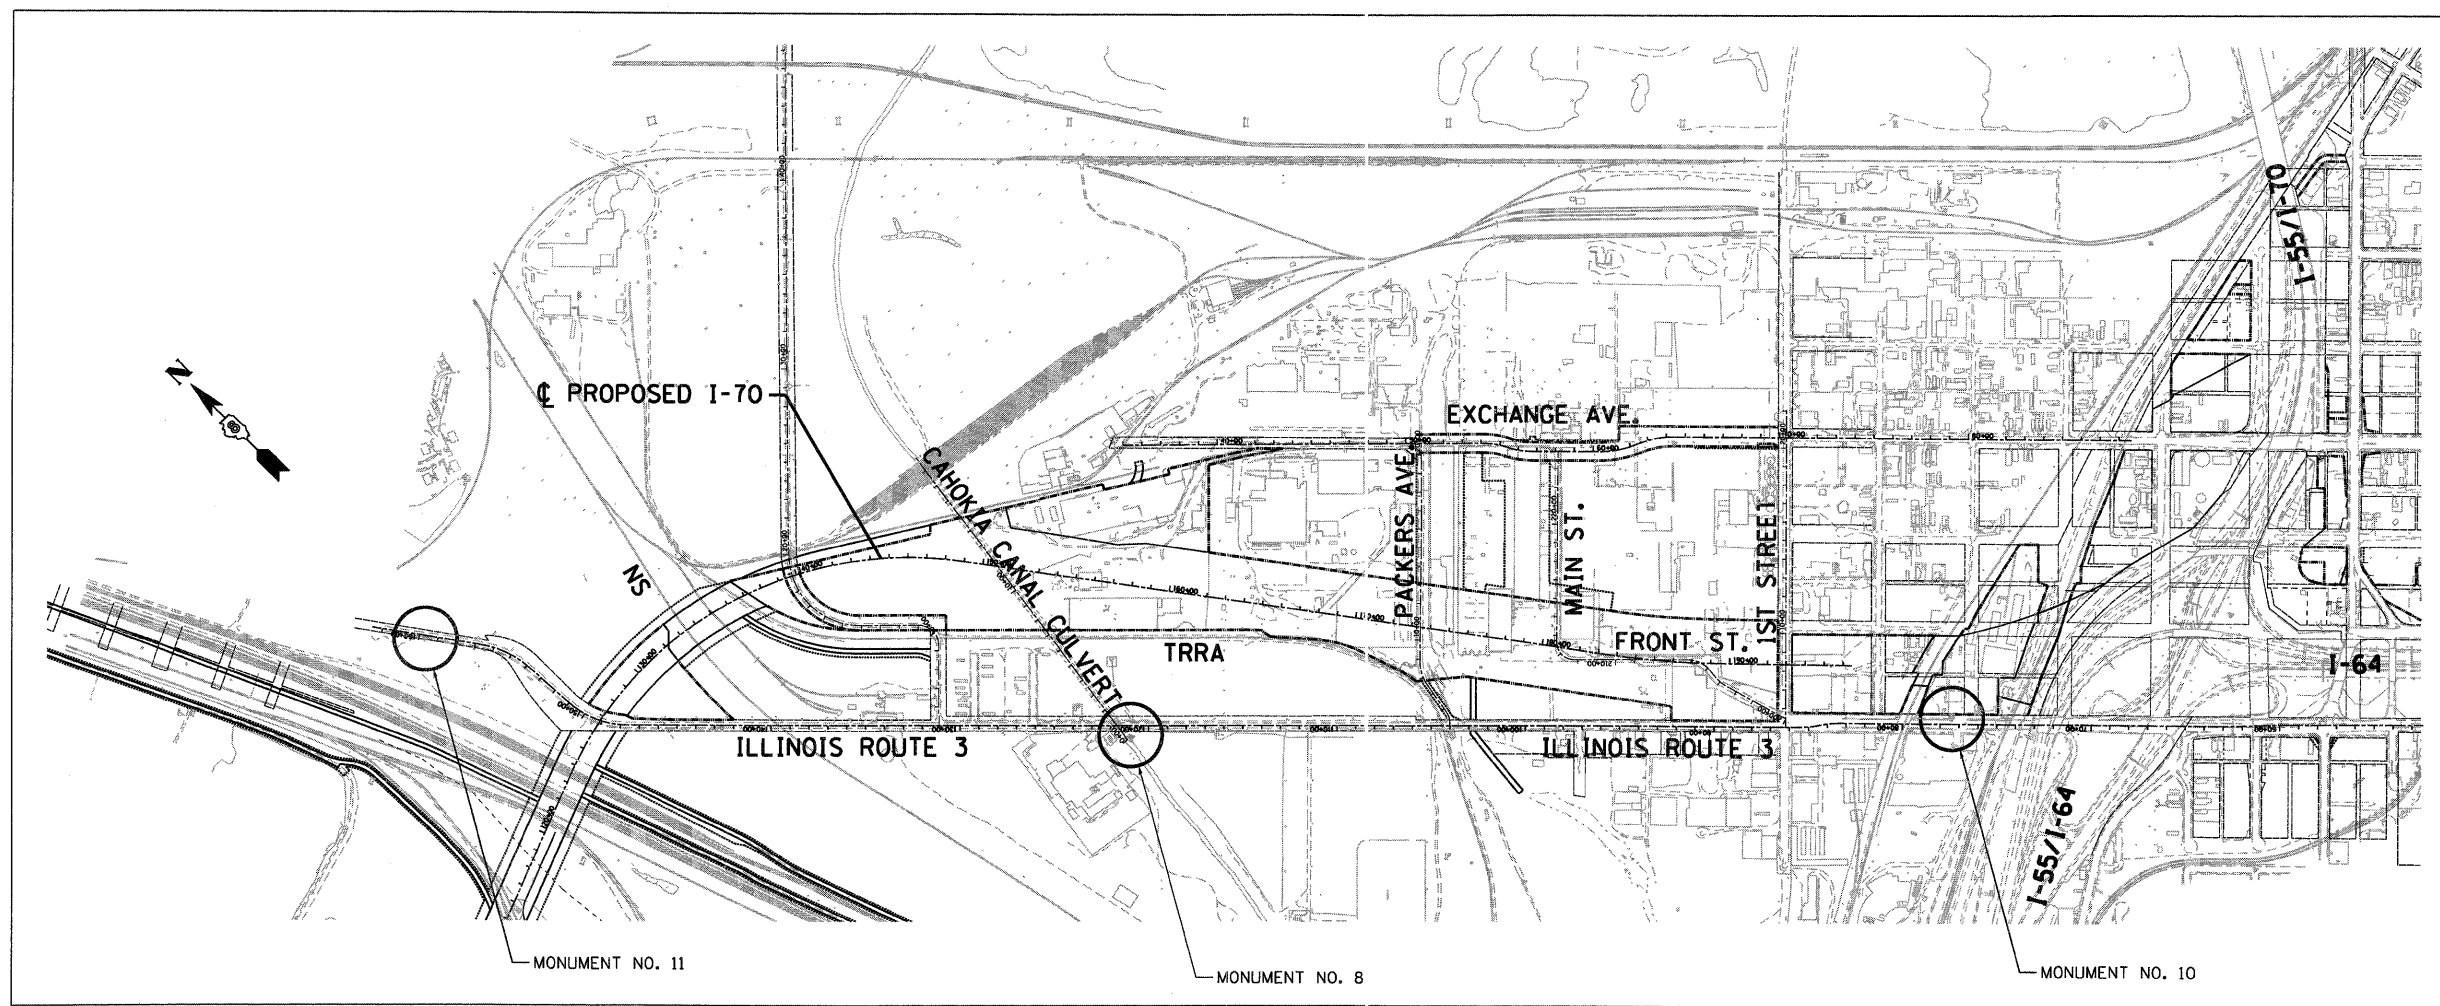 I-55/I-70
N
℄ PROPOSED I-70
EXCHANGE AVE.
CAHOKIA CANAL CULVERT
PACKERS AVE.
MAIN ST.
1ST STREET
NS
FRONT ST.
TRRA
I-64
ILLINOIS ROUTE 3
ILLINOIS ROUTE 3
I-55/I-64
MONUMENT NO. 11
MONUMENT NO. 8
MONUMENT NO. 10